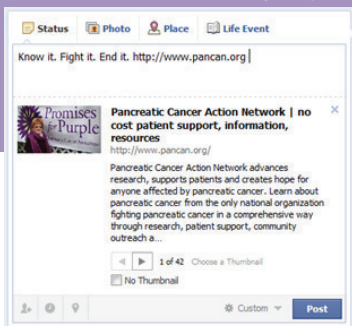 Status Photo Place Life Event
Know it. Fight it. End it. http://www.pancan.org
Promises
for Purple
Pancreatic Cancer Action Network | no
cost patient support, information,
resources
http://www.pancan.org/
Pancreatic Cancer Action Network advances
research, supports patients and creates hope for
anyone affected by pancreatic cancer. Learn about
pancreatic cancer from the only national organization
fighting pancreatic cancer in a comprehensive way
through research, patient support, community
outreach a...
1 of 42 Choose a Thumbnail
No Thumbnail
Custom Post